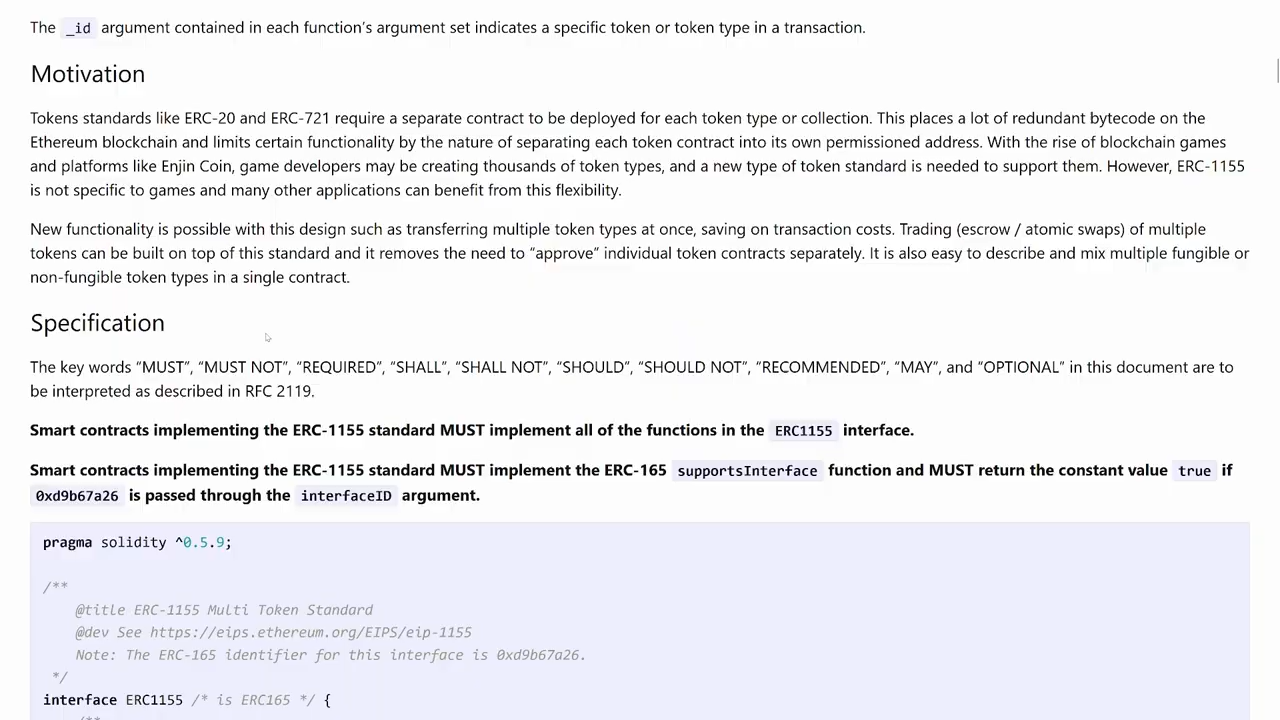 The _id argument contained in each function’s argument set indicates a specific token or token type in a transaction.
Motivation
Tokens standards like ERC-20 and ERC-721 require a separate contract to be deployed for each token type or collection. This places a lot of redundant bytecode on the
Ethereum blockchain and limits certain functionality by the nature of separating each token contract into its own permissioned address. With the rise of blockchain games
and platforms like Enjin Coin, game developers may be creating thousands of token types, and a new type of token standard is needed to support them. However, ERC-1155
is not specific to games and many other applications can benefit from this flexibility.
New functionality is possible with this design such as transferring multiple token types at once, saving on transaction costs. Trading (escrow / atomic swaps) of multiple
tokens can be built on top of this standard and it removes the need to “approve” individual token contracts separately. It is also easy to describe and mix multiple fungible or
non-fungible token types in a single contract.
Specification
The key words “MUST”, “MUST NOT”, “REQUIRED”, “SHALL”, “SHALL NOT”, “SHOULD”, “SHOULD NOT”, “RECOMMENDED”, “MAY”, and “OPTIONAL” in this document are to
be interpreted as described in RFC 2119.
Smart contracts implementing the ERC-1155 standard MUST implement all of the functions in the ERC1155 interface.
Smart contracts implementing the ERC-1155 standard MUST implement the ERC-165 supportsInterface function and MUST return the constant value true if
0xd9b67a26 is passed through the interfaceID argument.
pragma solidity ^0.5.9;
/**
@title ERC-1155 Multi Token Standard
@dev See https://eips.ethereum.org/EIPS/eip-1155
Note: The ERC-165 identifier for this interface is 0xd9b67a26.
*/
interface ERC1155 /* is ERC165 */ {
/**